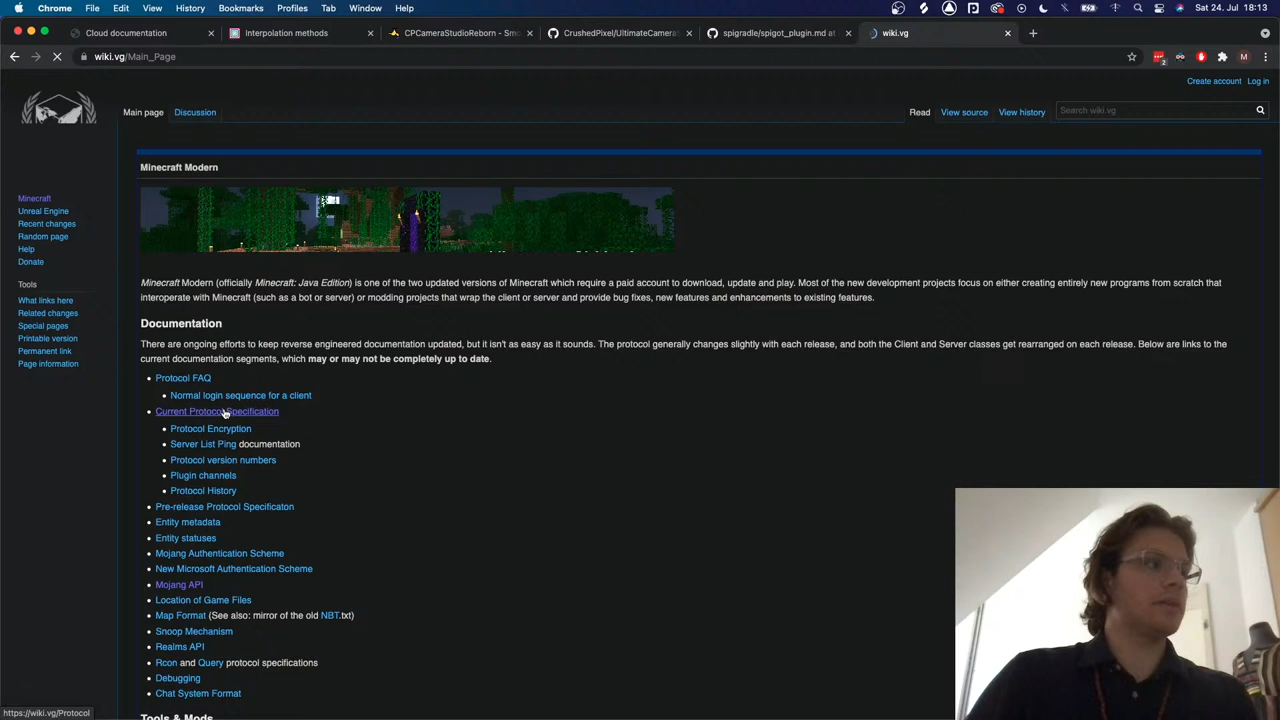 Chrome File Edit View History Bookmarks Profiles Tab Window Help Sat 24. Jul 18:13
Cloud documentation Interpolation methods CPCameraStudioReborn - Smo CrushedPixel/UltimateCameraS spigradle/spigot_plugin.md at wiki.vg
wiki.vg/Main_Page 2 M
Create account Log in
Main page Discussion Read View source View history Search wiki.vg
Minecraft Modern
Minecraft
Unreal Engine
Recent changes
Random page
Help
Donate
Tools
What links here
Related changes
Special pages
Printable version
Permanent link
Page information
Minecraft Modern (officially Minecraft: Java Edition) is one of the two updated versions of Minecraft which require a paid account to download, update and play. Most of the new development projects focus on either creating entirely new programs from scratch that
interoperate with Minecraft (such as a bot or server) or modding projects that wrap the client or server and provide bug fixes, new features and enhancements to existing features.
Documentation
There are ongoing efforts to keep reverse engineered documentation updated, but it isn't as easy as it sounds. The protocol generally changes slightly with each release, and both the Client and Server classes get rearranged on each release. Below are links to the
current documentation segments, which may or may not be completely up to date.
• Protocol FAQ
• Normal login sequence for a client
• Current Protocol Specification
• Protocol Encryption
• Server List Ping documentation
• Protocol version numbers
• Plugin channels
• Protocol History
• Pre-release Protocol Specificaton
• Entity metadata
• Entity statuses
• Mojang Authentication Scheme
• New Microsoft Authentication Scheme
• Mojang API
• Location of Game Files
• Map Format (See also: mirror of the old NBT.txt)
• Snoop Mechanism
• Realms API
• Rcon and Query protocol specifications
• Debugging
• Chat System Format
Tools & Mods
https://wiki.vg/Protocol